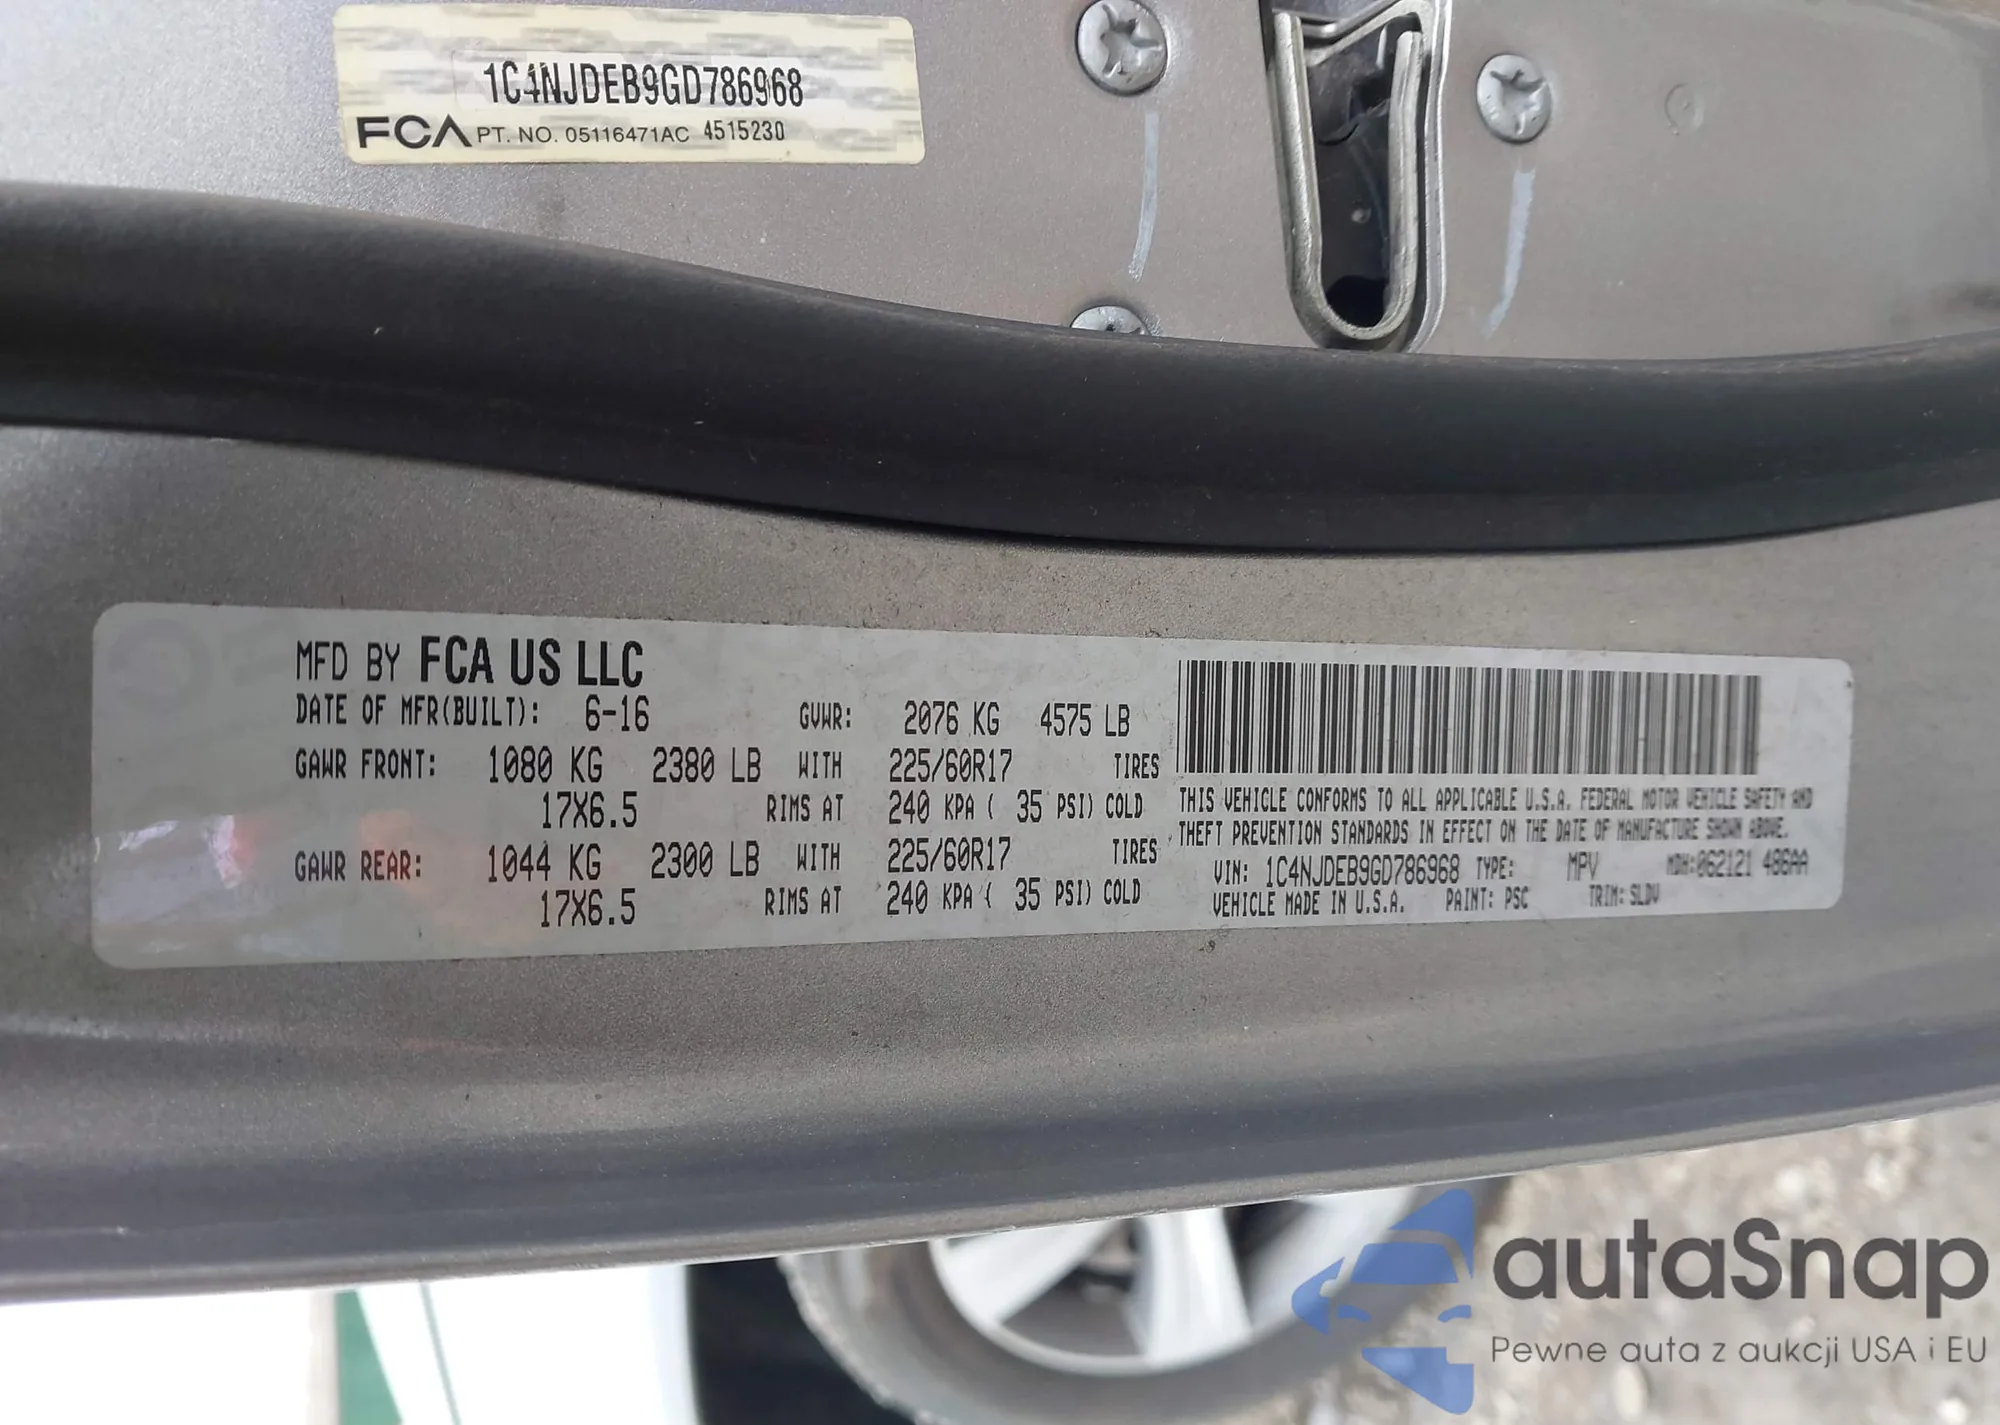 1C4NJDEB9GD786968
FCA PT. NO. 05116471AC 4515230
MFD BY FCA US LLC
DATE OF MFR(BUILT): 6-16 GVWR: 2076 KG 4575 LB
GAWR FRONT: 1080 KG 2380 LB WITH 225/60R17 TIRES
17X6.5 RIMS AT 240 KPA ( 35 PSI) COLD
GAWR REAR: 1044 KG 2300 LB WITH 225/60R17 TIRES
17X6.5 RIMS AT 240 KPA ( 35 PSI) COLD
THIS VEHICLE CONFORMS TO ALL APPLICABLE U.S.A. FEDERAL MOTOR VEHICLE SAFETY AND
THEFT PREVENTION STANDARDS IN EFFECT ON THE DATE OF MANUFACTURE SHOWN ABOVE.
VIN: 1C4NJDEB9GD786968 TYPE: MPV MDH:062121 486AA
VEHICLE MADE IN U.S.A. PAINT: PSC TRIM: SLDV
autaSnap
Pewne auta z aukcji USA i EU